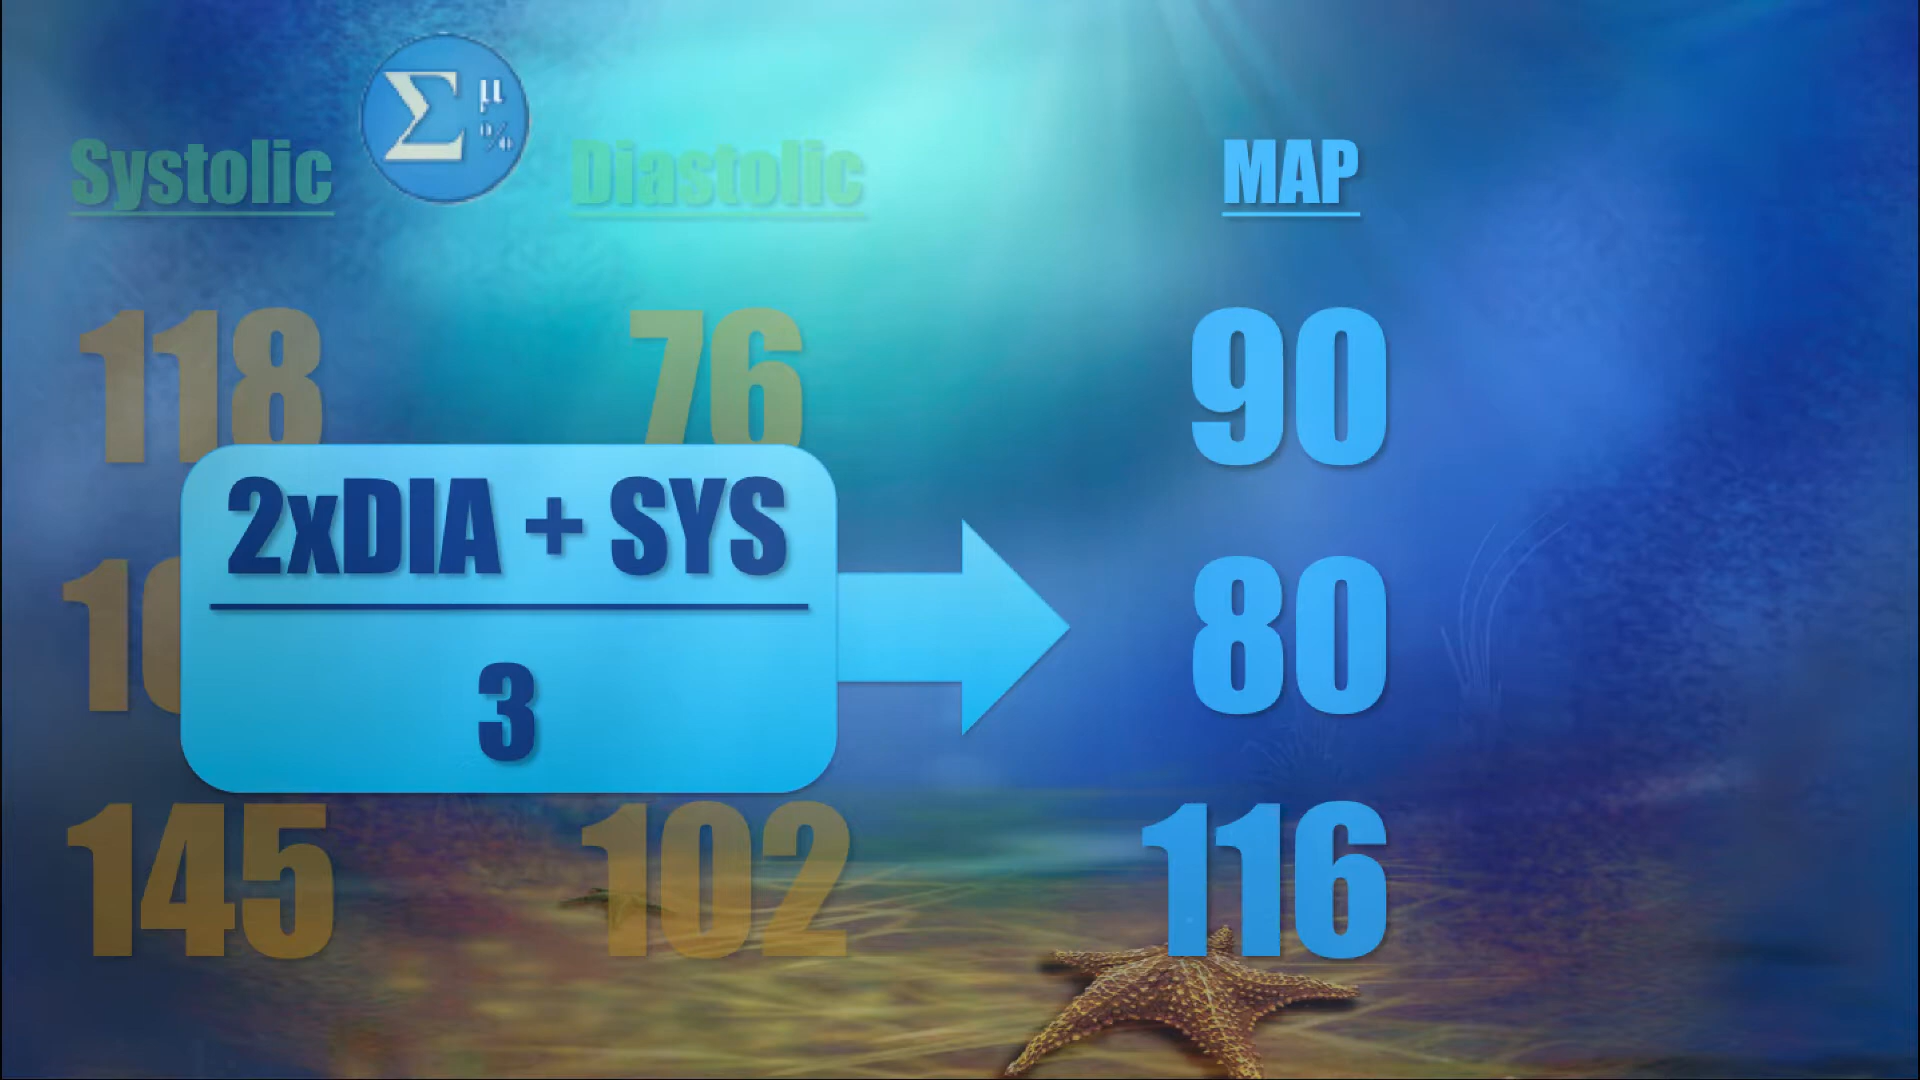 Σ μ %
Systolic Diastolic MAP
118 76 90
2xDIA + SYS
3
80
145 102 116